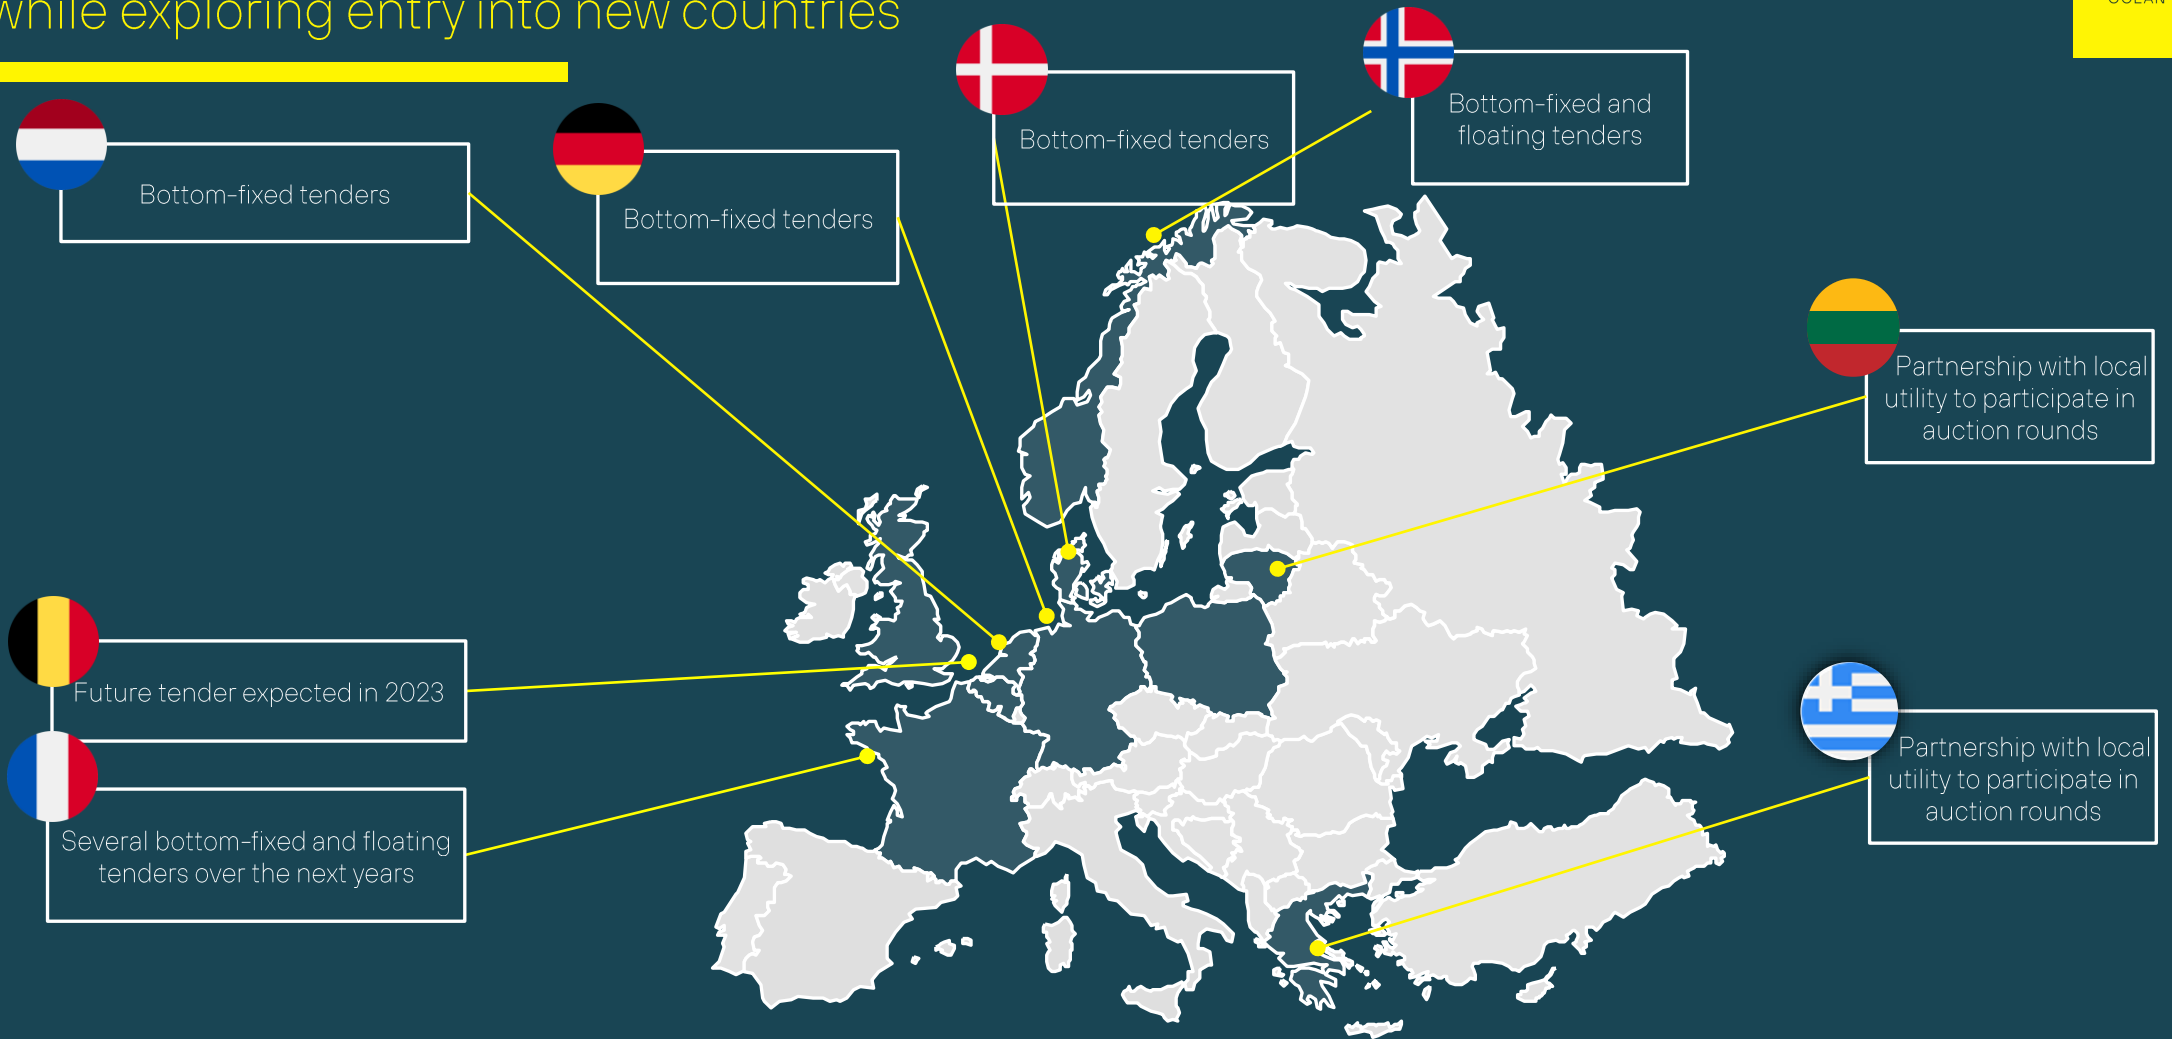 while exploring entry into new countries
OCEAN
Bottom-fixed tenders
Bottom-fixed tenders
Bottom-fixed tenders
Bottom-fixed and
floating tenders
Partnership with local
utility to participate in
auction rounds
Future tender expected in 2023
Several bottom-fixed and floating
tenders over the next years
Partnership with local
utility to participate in
auction rounds